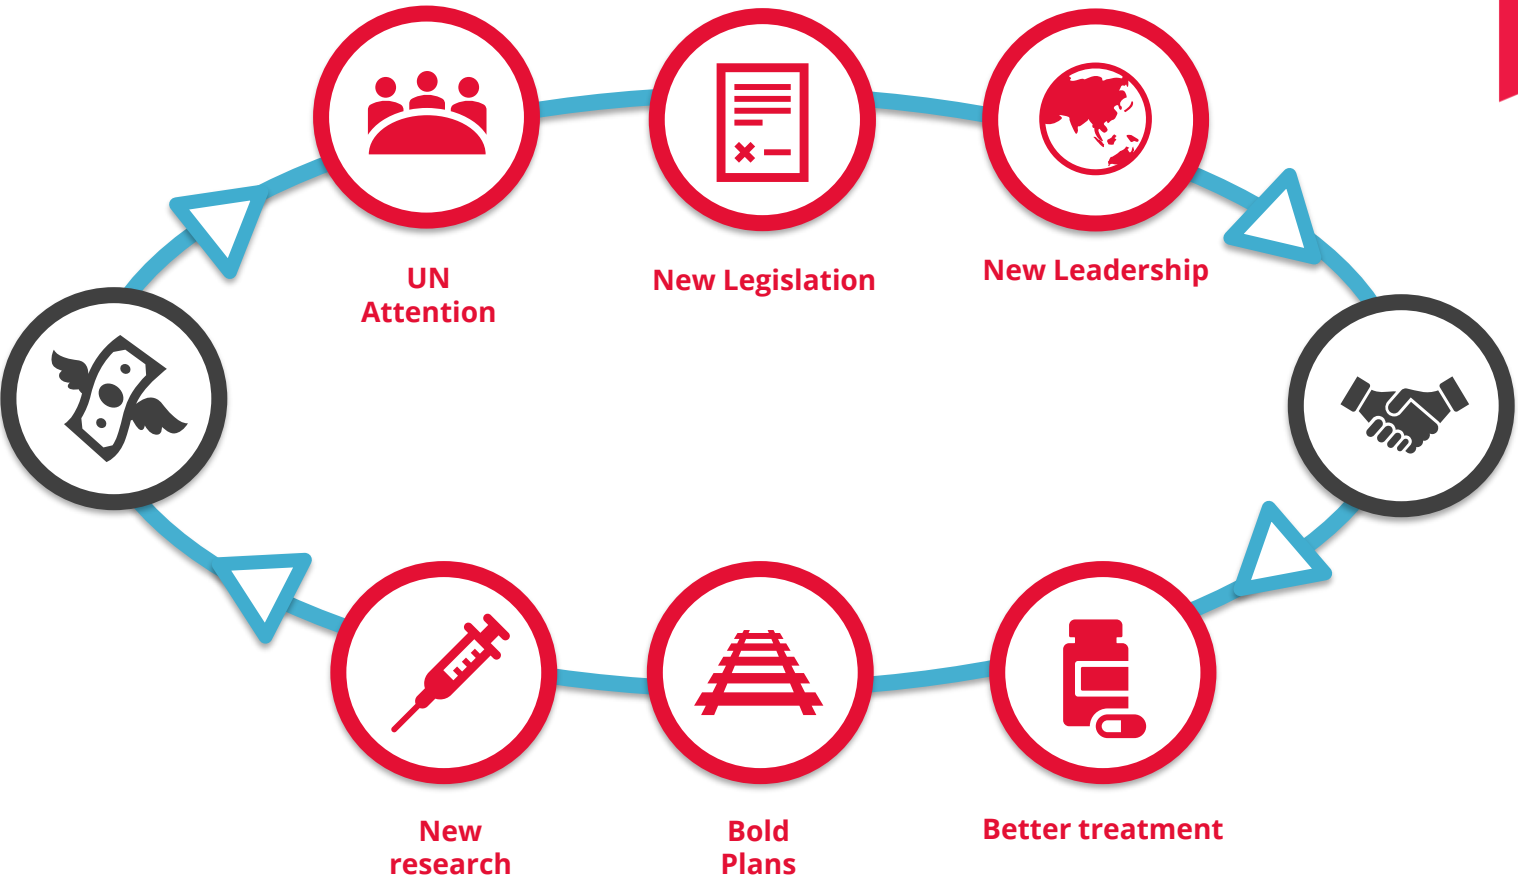 UN
Attention
New Legislation
New Leadership
New
research
Bold
Plans
Better treatment